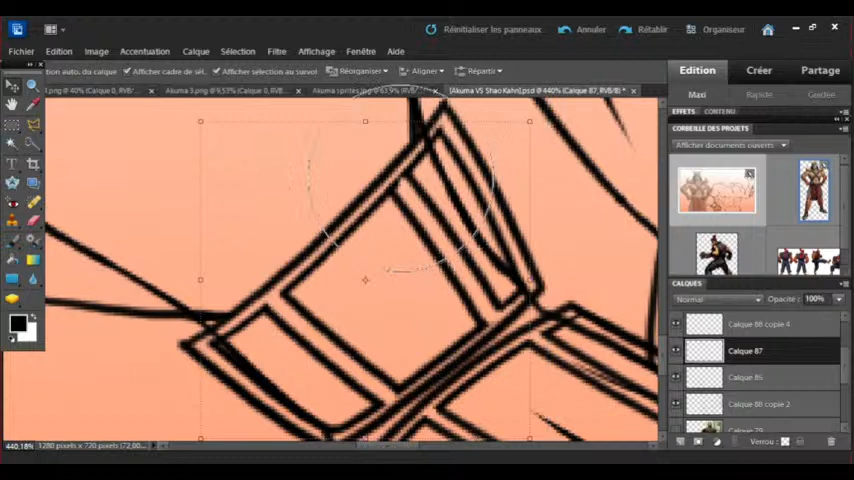 Réinitialiser les panneaux Annuler Rétablir Organiseur
Fichier Edition Image Accentuation Calque Sélection Filtre Affichage Fenêtre Aide
Edition Créer Partage
tion auto. du calque Afficher cadre de sél. Afficher sélection au survol Réorganiser Aligner Répartir
Maxi Rapide Guidée
.png @ 40% (Calque 0, RVB/ Akuma 3.png @ 9,53% (Calque 0, RVB/ Akuma sprites.jpg @ 63,9% (RVB/ [Akuma VS Shao Kahn].psd @ 440% (Calque 87, RVB/8) *
EFFETS CONTENU
CORBEILLE DES PROJETS
Afficher documents ouverts
CALQUES
Normal Opacité : 100%
Calque 88 copie 4
Calque 87
Calque 86
Calque 88 copie 2
Calque 79
Verrou :
440,18% 1280 pixels x 720 pixels (72,00